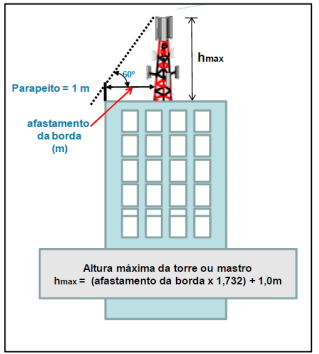 hmax
60º
Parapeito = 1 m
afastamento
da borda
(m)
Altura máxima da torre ou mastro
hmax = (afastamento da borda x 1,732) + 1,0m